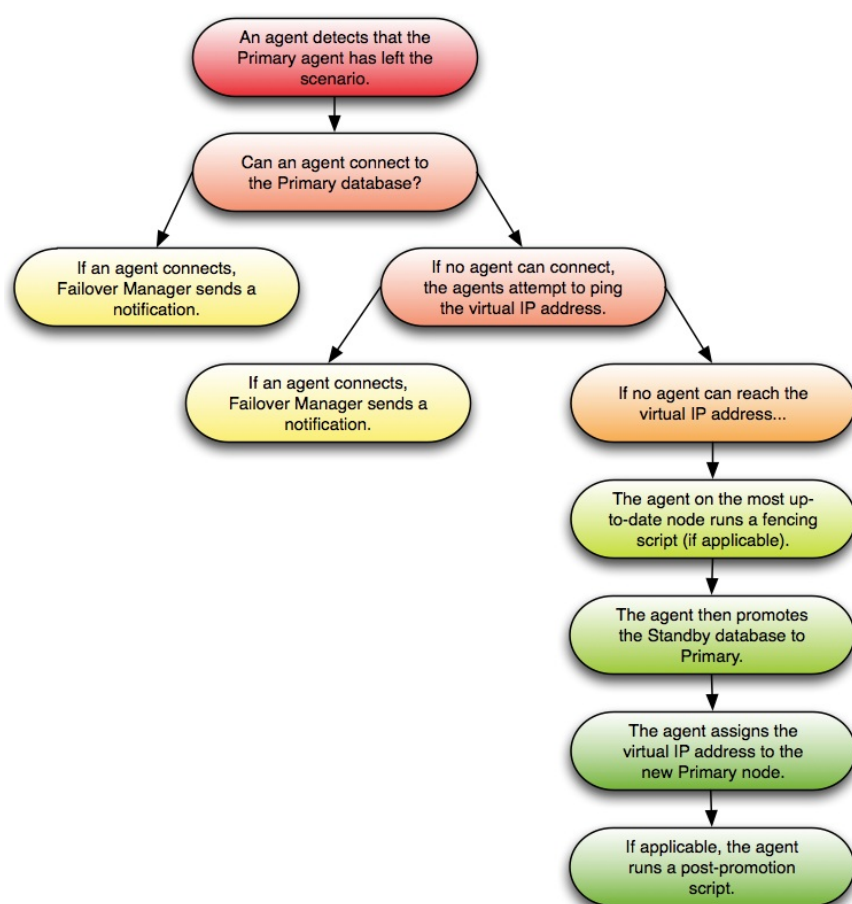 An agent detects that the
Primary agent has left the
scenario.
Can an agent connect to
the Primary database?
If an agent connects,
Failover Manager sends a
notification.
If no agent can connect,
the agents attempt to ping
the virtual IP address.
If an agent connects,
Failover Manager sends a
notification.
If no agent can reach the
virtual IP address...
The agent on the most up-
to-date node runs a fencing
script (if applicable).
The agent then promotes
the Standby database to
Primary.
The agent assigns the
virtual IP address to the
new Primary node.
If applicable, the agent
runs a post-promotion
script.